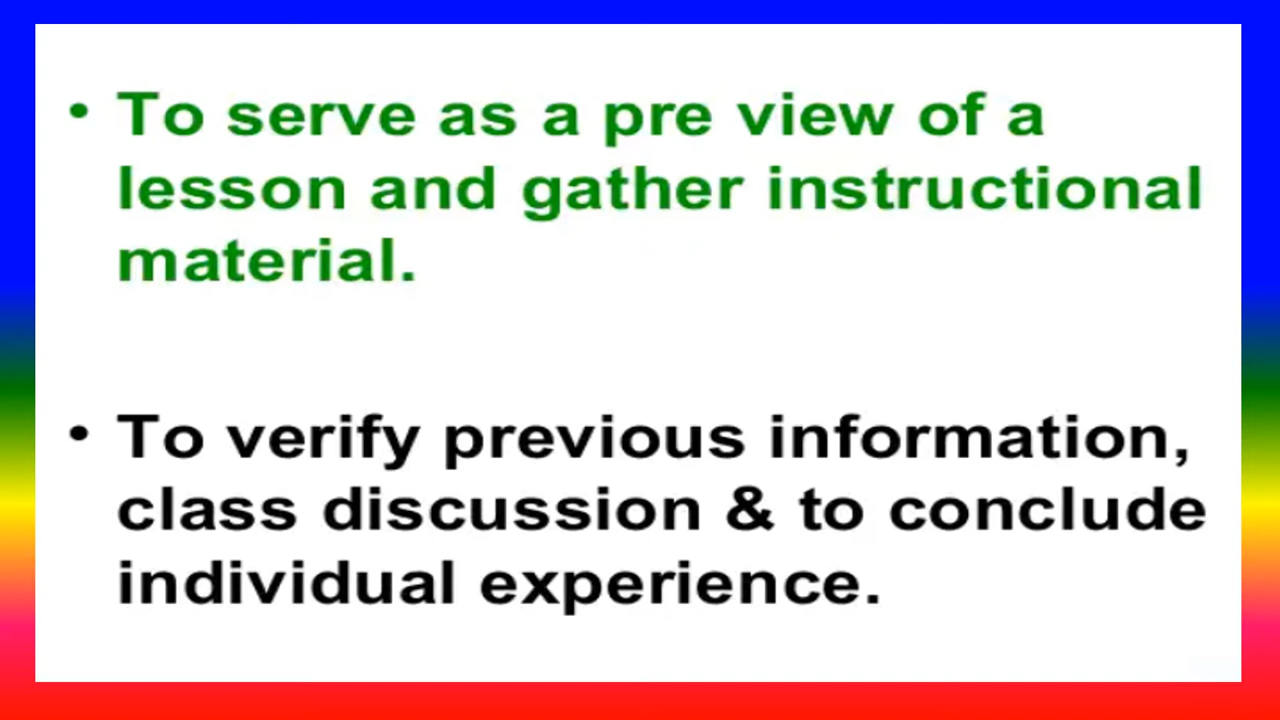 • To serve as a pre view of a
lesson and gather instructional
material.
• To verify previous information,
class discussion & to conclude
individual experience.